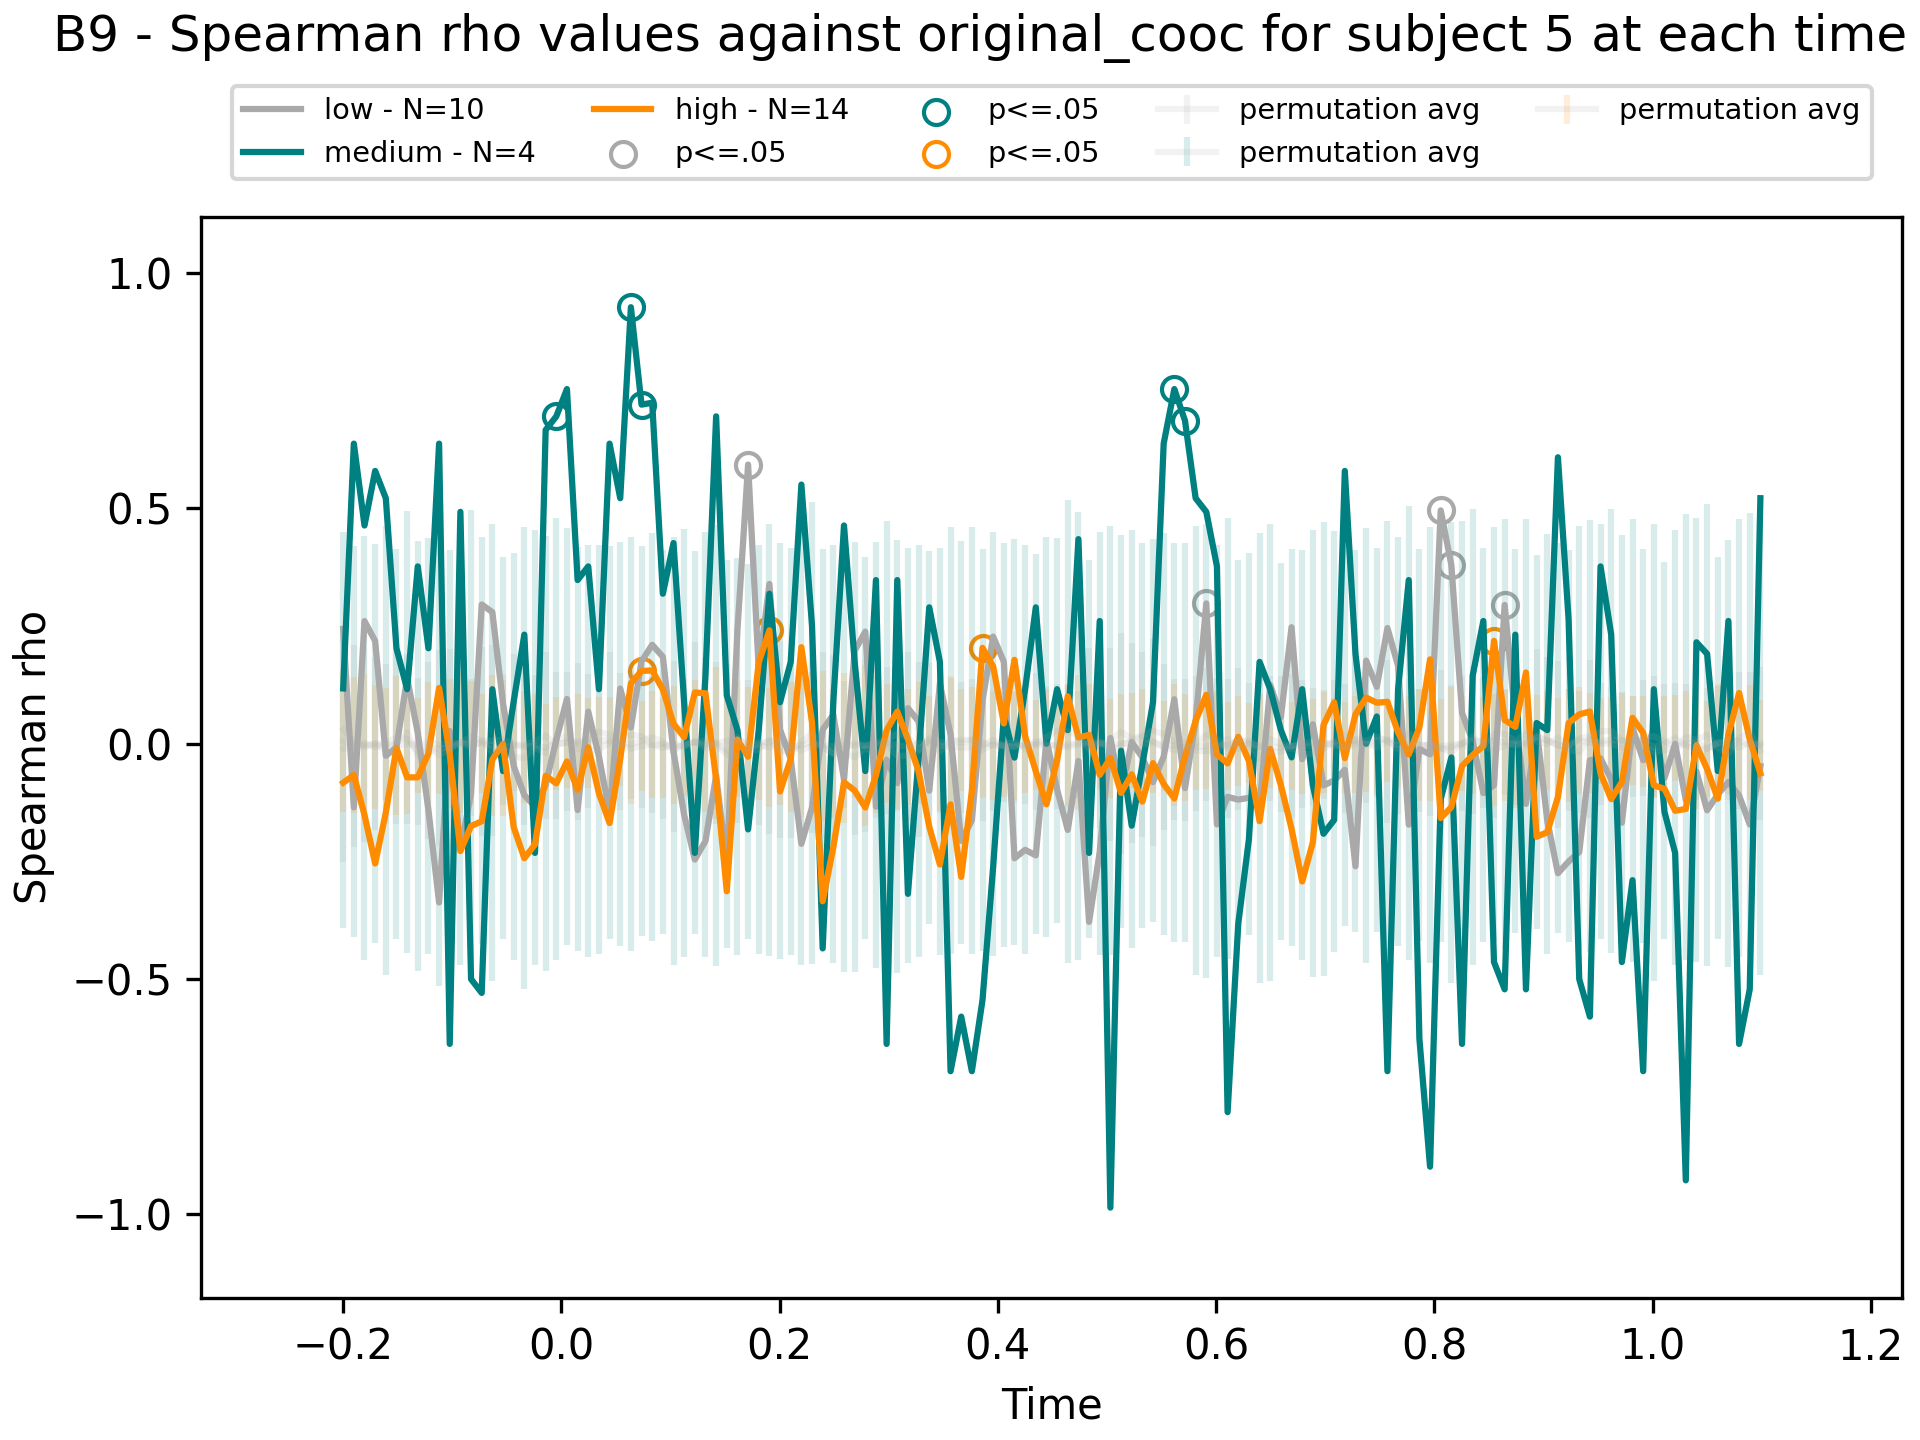 B9 - Spearman rho values against original_cooc for subject 5 at each time
low - N=10
medium - N=4
high - N=14
p<=.05
p<=.05
p<=.05
permutation avg
permutation avg
permutation avg
Spearman rho
1.0
0.5
0.0
−0.5
−1.0
−0.2 0.0 0.2 0.4 0.6 0.8 1.0 1.2
Time